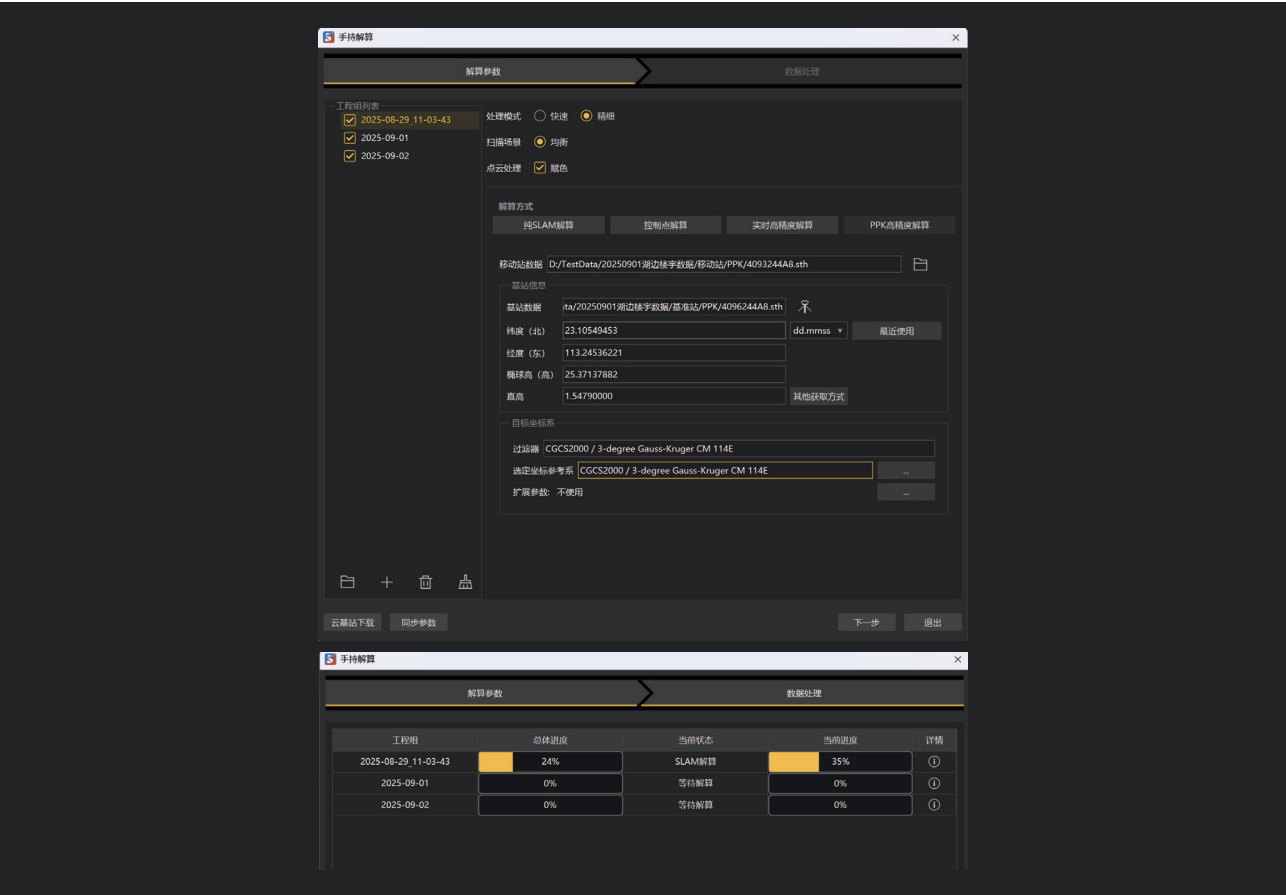 手持解算
解算参数
数据处理
工程组列表
2025-08-29_11-03-43
2025-09-01
2025-09-02
处理模式 快速 精细
扫描场景 均衡
点云处理 赋色
解算方式
纯SLAM解算 控制点解算 实时高精度解算 PPK高精度解算
移动站数据 D:/TestData/20250901湖边楼宇数据/移动站/PPK/4093244A8.sth
基站信息
基站数据 ıta/20250901湖边楼宇数据/基准站/PPK/4096244A8.sth
纬度（北） 23.10549453 dd.mmss 最近使用
经度（东） 113.24536221
椭球高（高） 25.37137882
直高 1.54790000 其他获取方式
目标坐标系
过滤器 CGCS2000 / 3-degree Gauss-Kruger CM 114E
选定坐标参考系 CGCS2000 / 3-degree Gauss-Kruger CM 114E ...
扩展参数: 不使用 ...
云基站下载 同步参数 下一步 退出
手持解算
解算参数 数据处理
工程组 总体进度 当前状态 当前进度 详情
2025-08-29_11-03-43 24% SLAM解算 35%
2025-09-01 0% 等待解算 0%
2025-09-02 0% 等待解算 0%